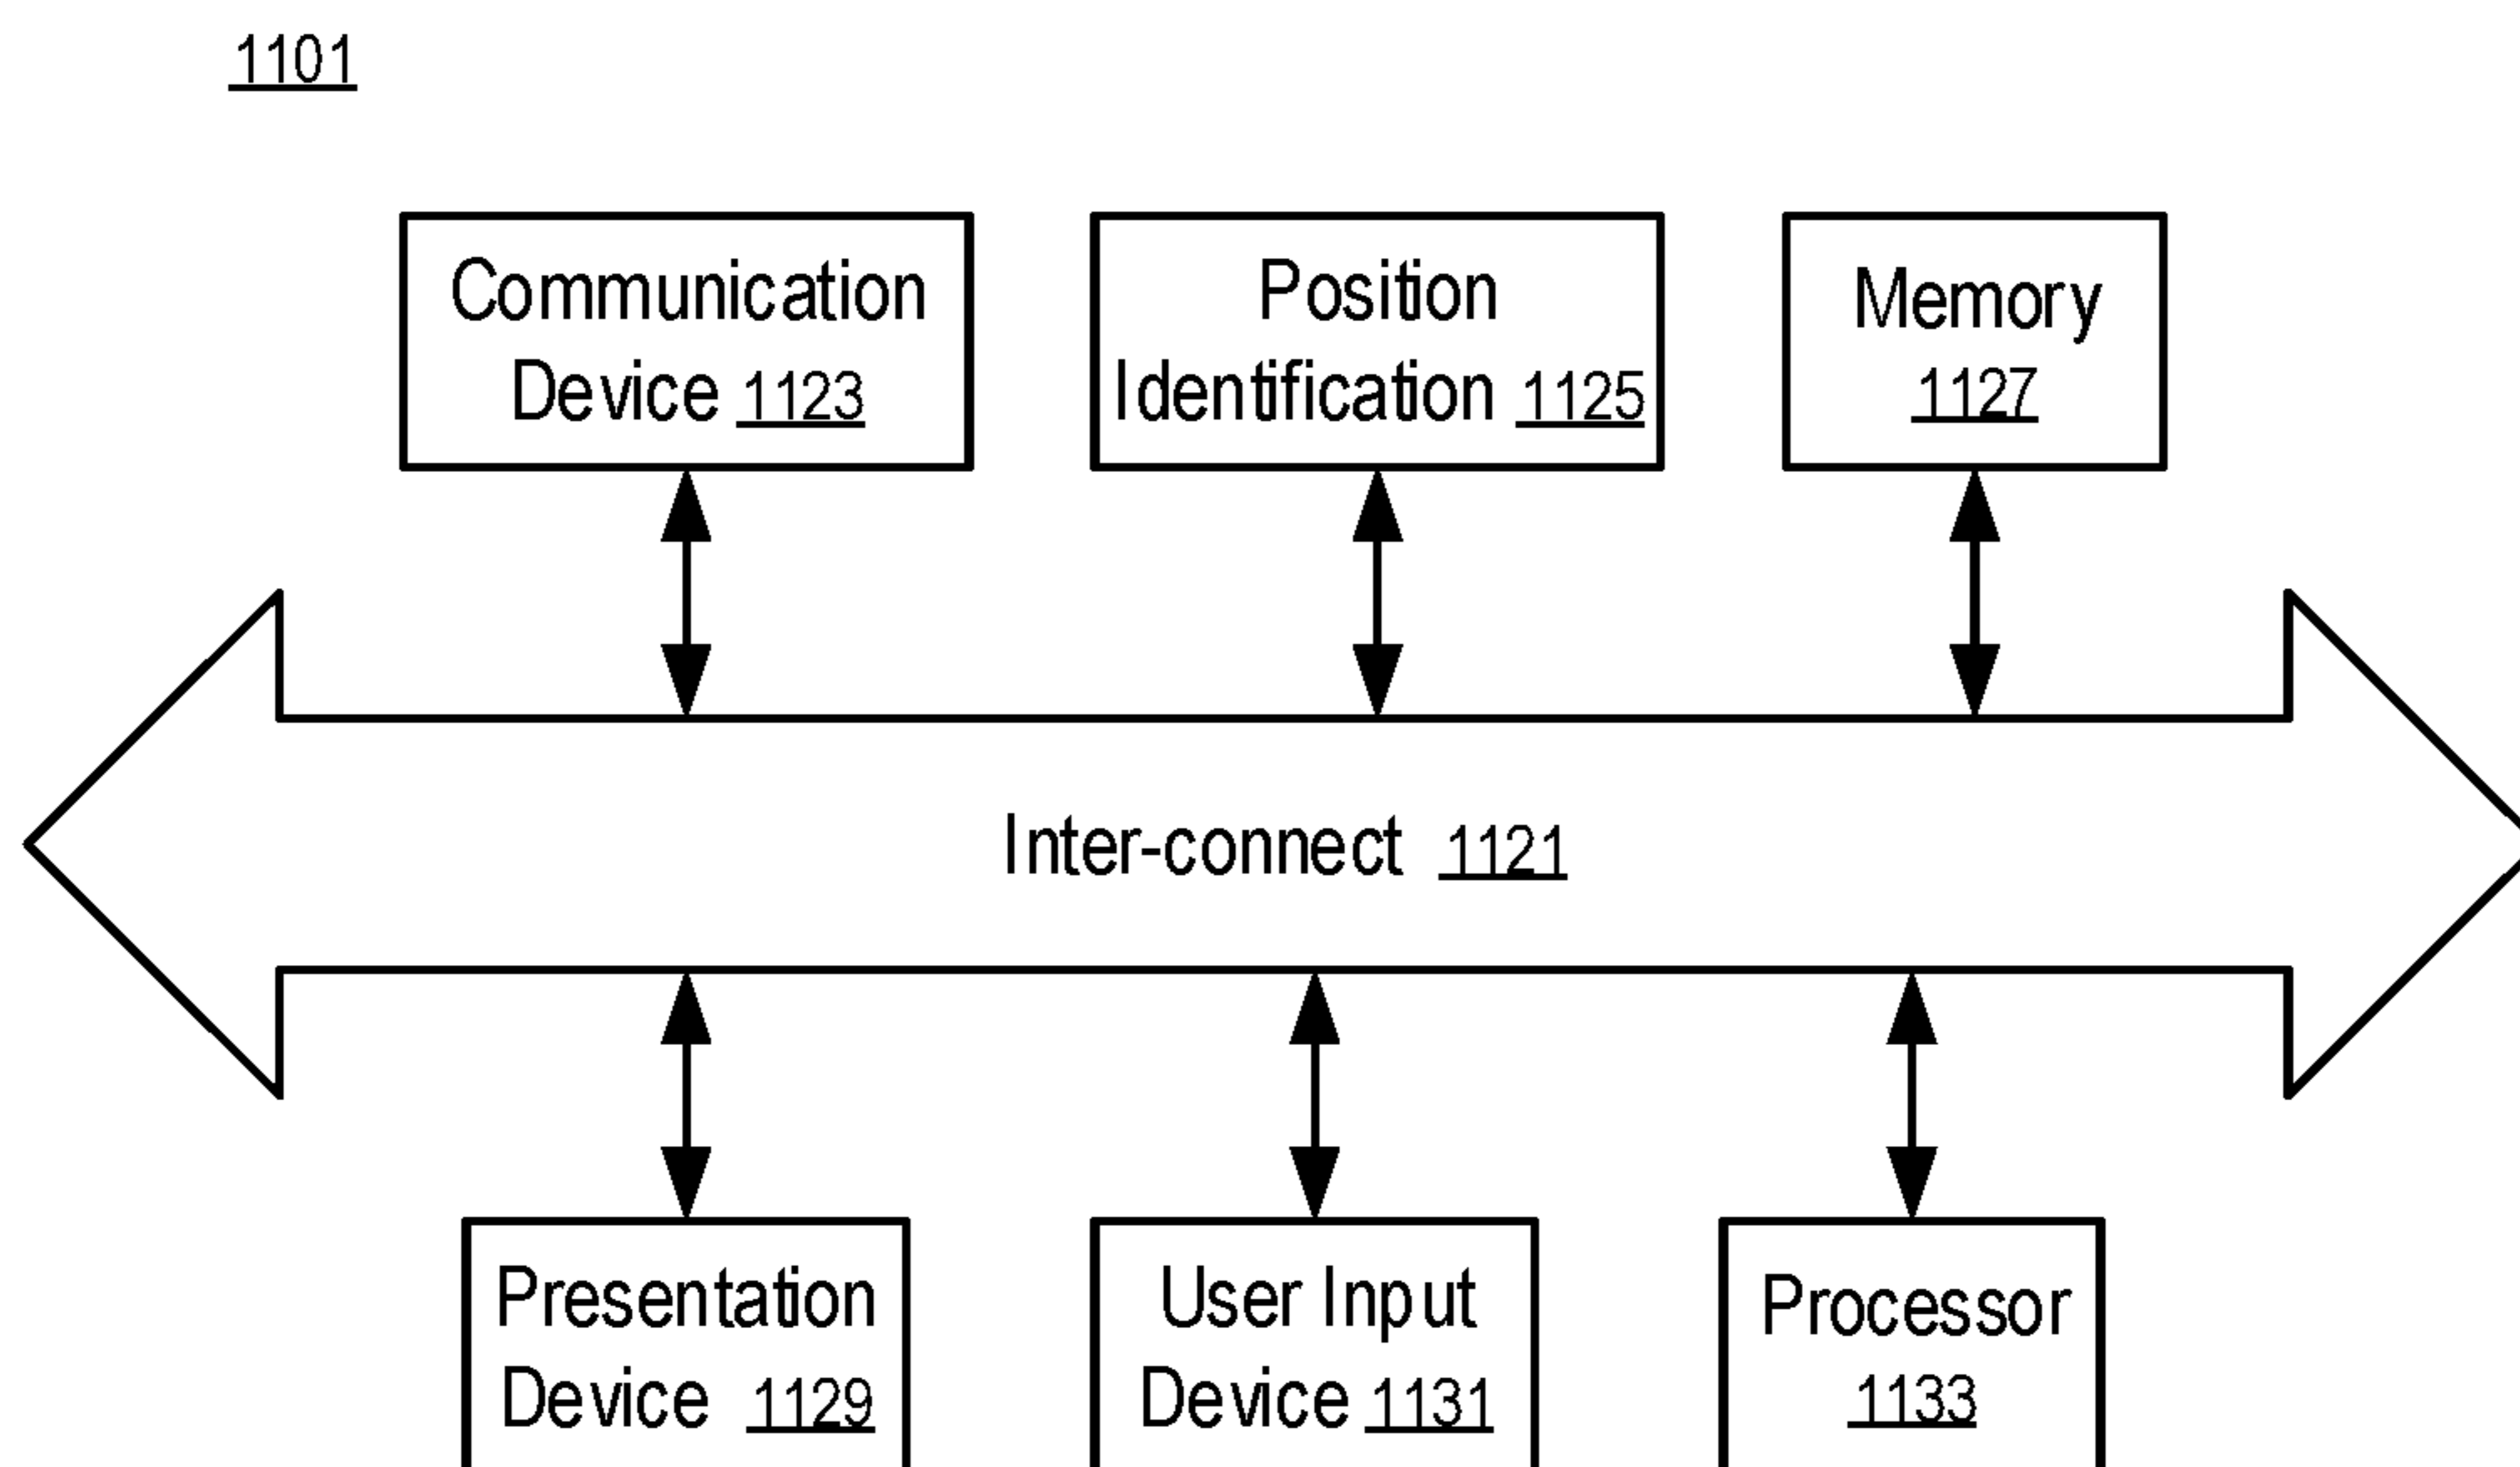 1101
Communication
Device 1123
Position
Identification 1125
Memory
1127
Inter-connect 1121
Presentation
Device 1129
User Input
Device 1131
Processor
1133